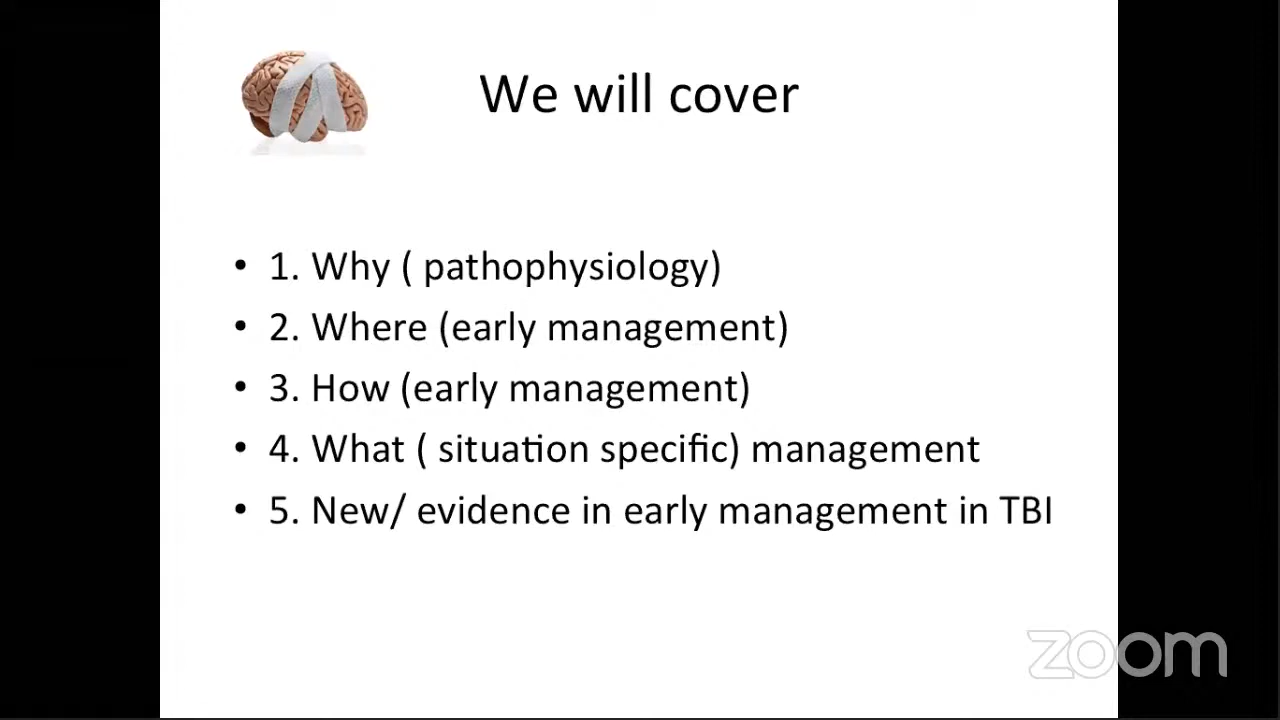 We will cover
• 1. Why ( pathophysiology)
• 2. Where (early management)
• 3. How (early management)
• 4. What ( situation specific) management
• 5. New/ evidence in early management in TBI
zoom